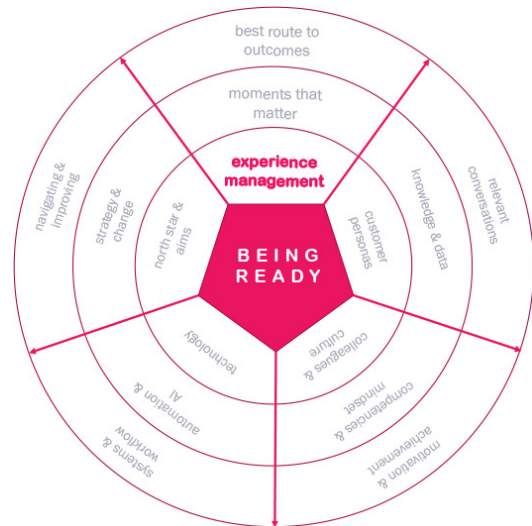 best route to
outcomes
moments that
matter
experience
management
BEING
READY
customer
personas
knowledge & data
relevant
conversations
colleagues &
culture
competencies &
mindset
motivation &
achievement
technology
automation &
AI
systems &
workflow
north star &
aims
strategy &
change
navigating &
improving